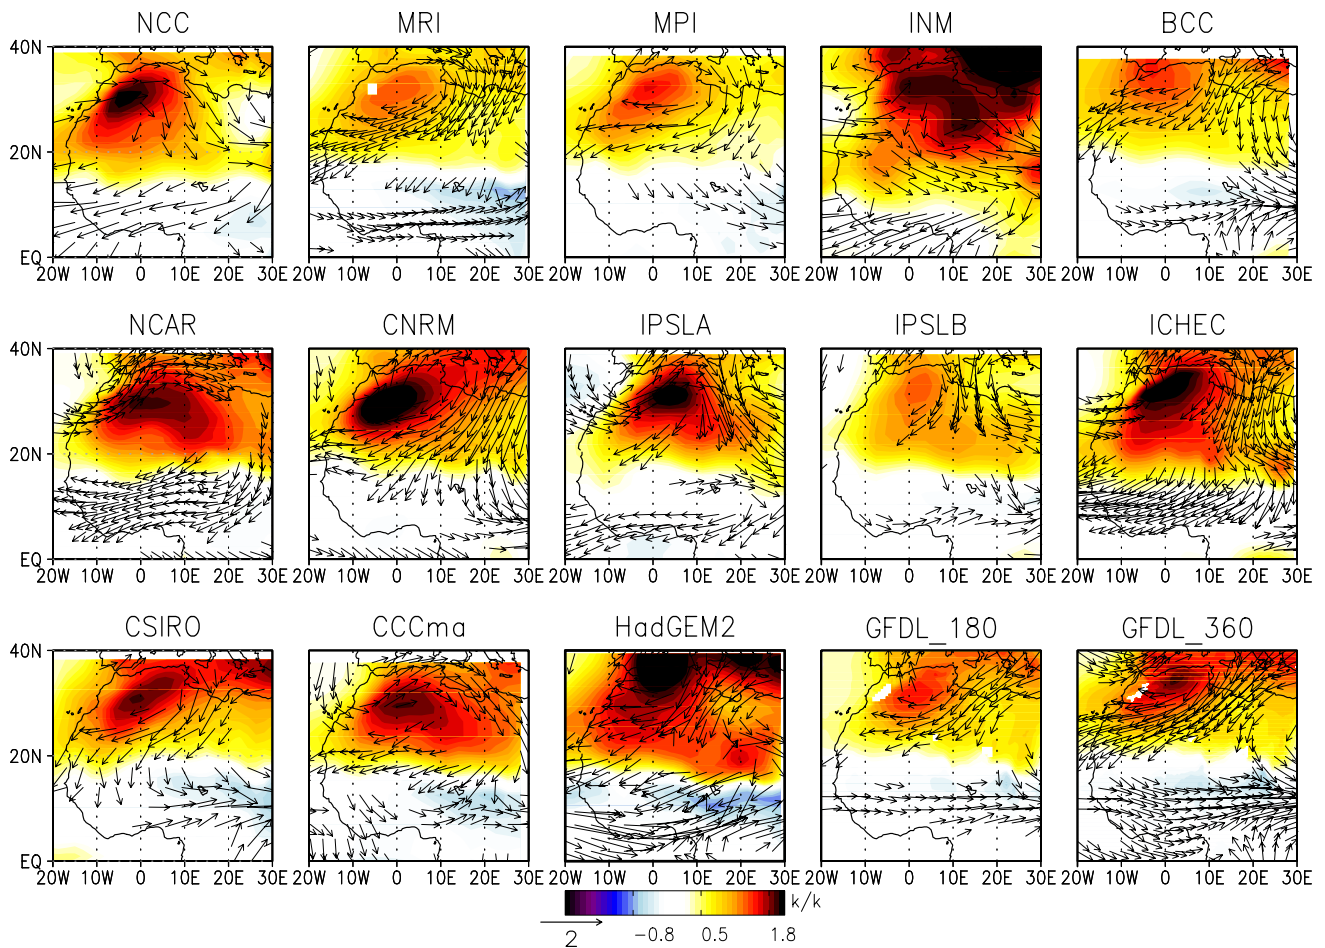 NCC MRI MPI INM BCC
40N
20N
EQ
20W 10W 0 10E 20E 30E 20W 10W 0 10E 20E 30E 20W 10W 0 10E 20E 30E 20W 10W 0 10E 20E 30E 20W 10W 0 10E 20E 30E
NCAR CNRM IPSLA IPSLB ICHEC
40N
20N
EQ
20W 10W 0 10E 20E 30E 20W 10W 0 10E 20E 30E 20W 10W 0 10E 20E 30E 20W 10W 0 10E 20E 30E 20W 10W 0 10E 20E 30E
CSIRO CCCma HadGEM2 GFDL_180 GFDL_360
40N
20N
EQ
20W 10W 0 10E 20E 30E 20W 10W 0 10E 20E 30E 20W 10W 0 10E 20E 30E 20W 10W 0 10E 20E 30E 20W 10W 0 10E 20E 30E
k/k
2 -0.8 0.5 1.8